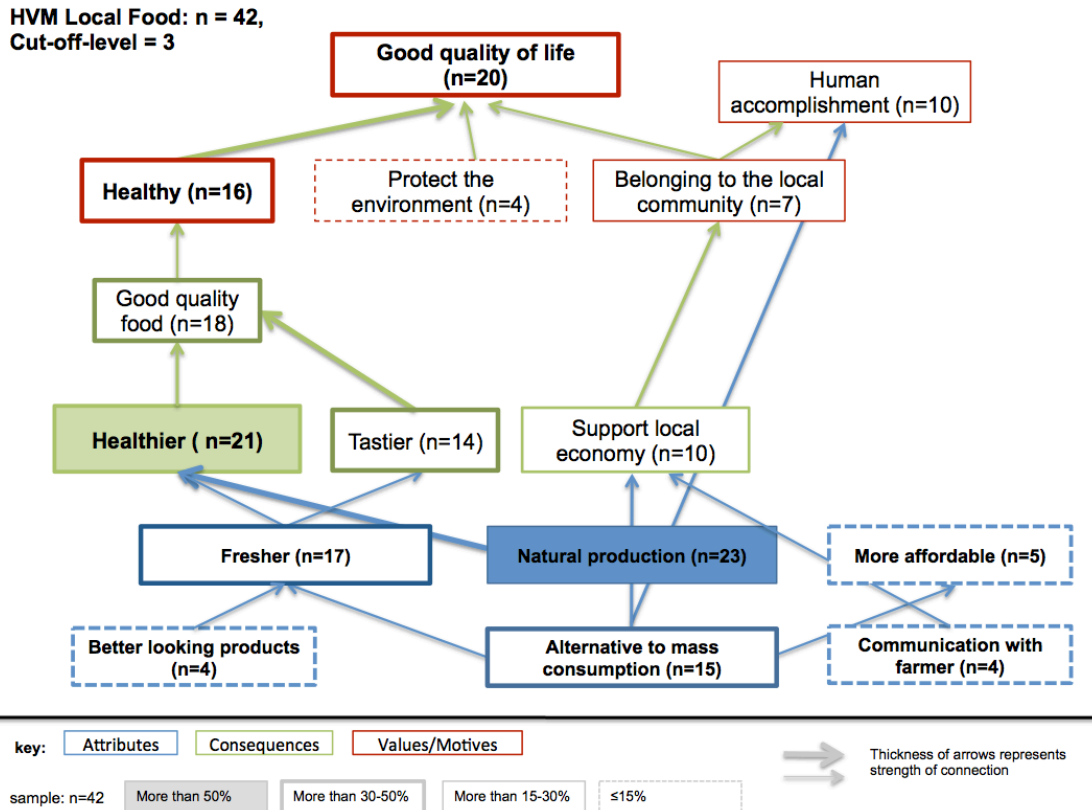 HVM Local Food: n = 42,
Cut-off-level = 3
Good quality of life
(n=20)
Human
accomplishment (n=10)
Healthy (n=16)
Protect the
environment (n=4)
Belonging to the local
community (n=7)
Good quality
food (n=18)
Healthier ( n=21)
Tastier (n=14)
Support local
economy (n=10)
Fresher (n=17)
Natural production (n=23)
More affordable (n=5)
Better looking products
(n=4)
Alternative to mass
consumption (n=15)
Communication with
farmer (n=4)
key:
Attributes
Consequences
Values/Motives
Thickness of arrows represents
strength of connection
sample: n=42
More than 50%
More than 30-50%
More than 15-30%
≤15%